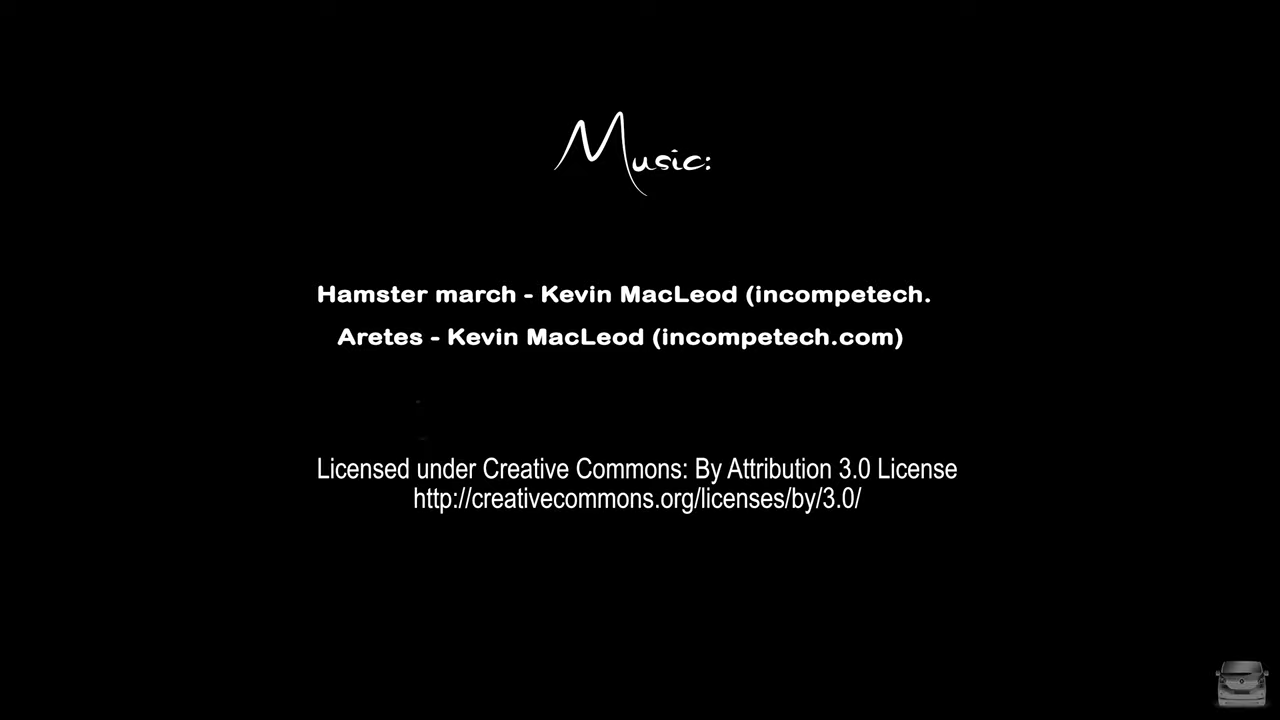 Music:
Hamster march - Kevin MacLeod (incompetech.
Aretes - Kevin MacLeod (incompetech.com)
Licensed under Creative Commons: By Attribution 3.0 License
http://creativecommons.org/licenses/by/3.0/